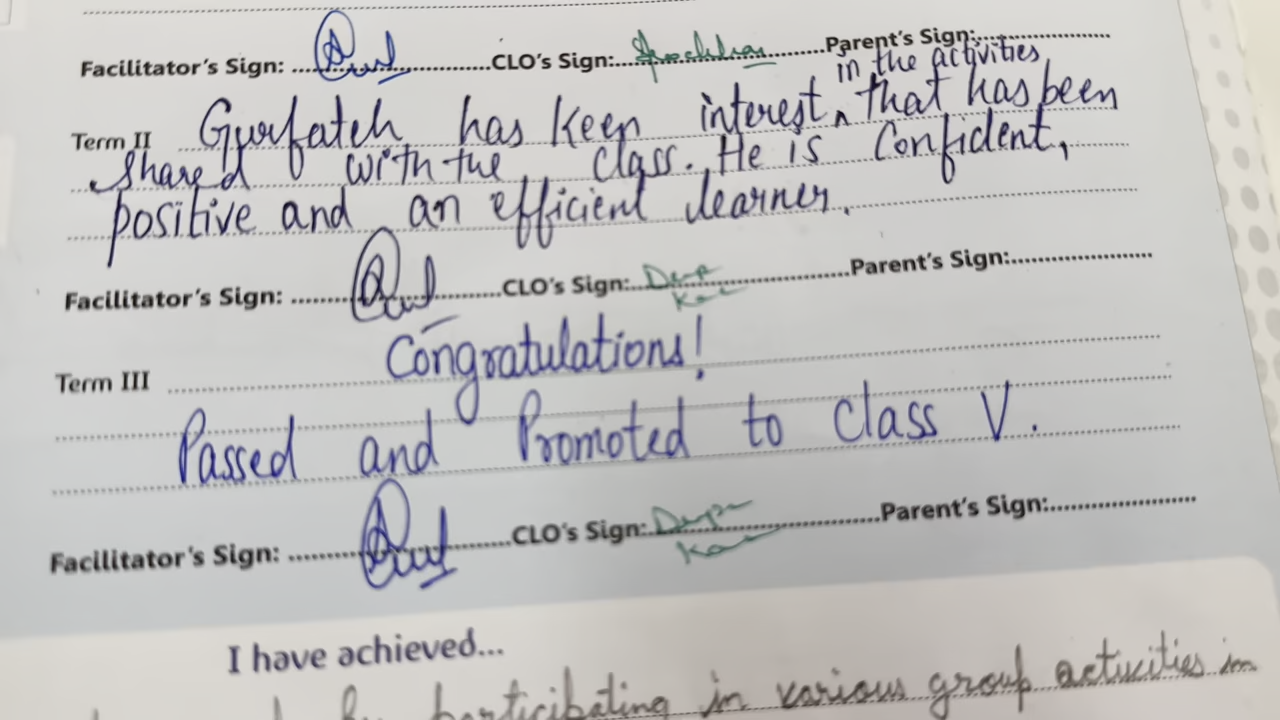 Facilitator's Sign: .................... CLO's Sign: .................... Parent's Sign: ....................
in the activities
Term II Gurfateh has keen interest ^ that has been
shared with the class. He is confident,
positive and an efficient learner.
Facilitator's Sign: .................... CLO's Sign: .................... Parent's Sign: ....................
Term III Congratulations!
Passed and Promoted to Class V.
Facilitator's Sign: .................... CLO's Sign: .................... Parent's Sign: ....................
I have achieved...
by participating in various group activities in